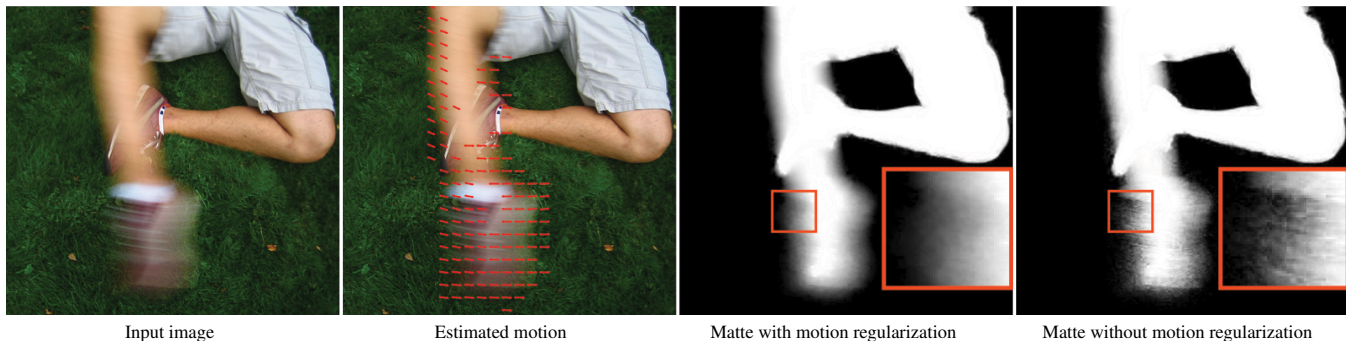 Input image
Estimated motion
Matte with motion regularization
Matte without motion regularization